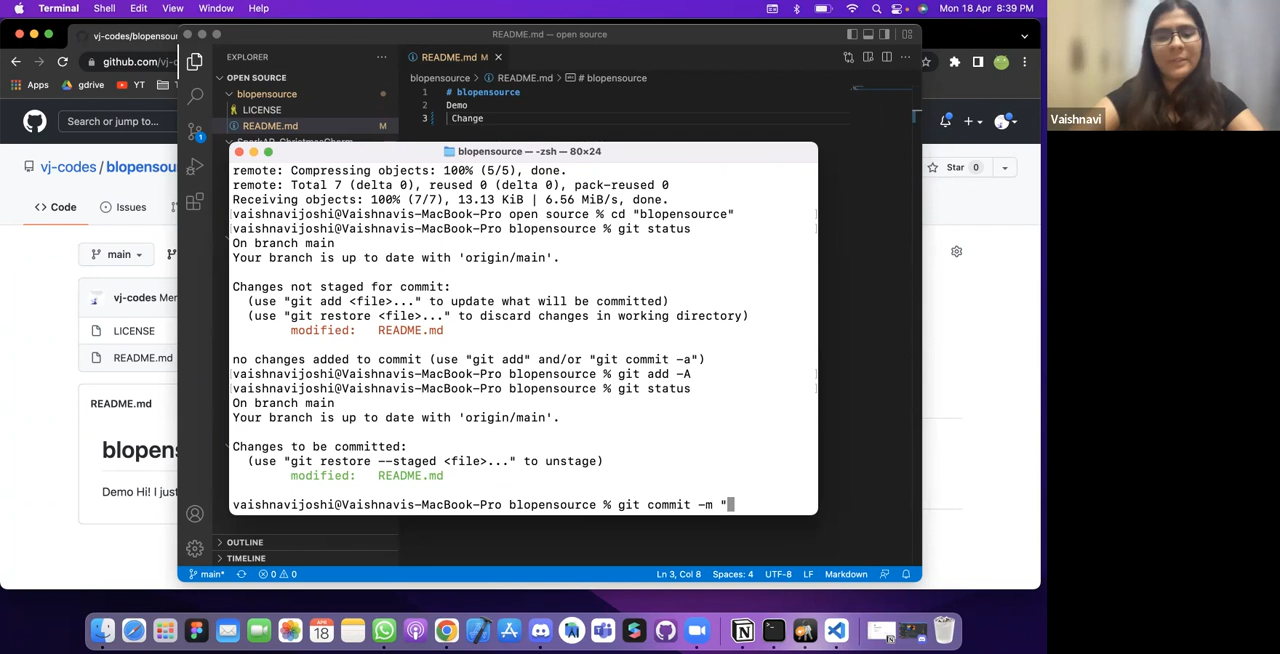 Terminal Shell Edit View Window Help Mon 18 Apr 8:39 PM
vj-codes/blopensour
github.com/vj-c
Apps gdrive YT
Search or jump to...
vj-codes/blopensou
Star 0
Code Issues
main
vj-codes Mer
LICENSE
README.md
README.md
blopens
Demo Hi! I just
README.md — open source
EXPLORER
OPEN SOURCE
blopensource
LICENSE
README.md M
SparkAR_ChristmasCharm
1
README.md M
blopensource > README.md > # blopensource
1 # blopensource
2 Demo
3 Change
blopensource — -zsh — 80×24
remote: Compressing objects: 100% (5/5), done.
remote: Total 7 (delta 0), reused 0 (delta 0), pack-reused 0
Receiving objects: 100% (7/7), 13.13 KiB | 6.56 MiB/s, done.
[vaishnavijoshi@Vaishnavis-MacBook-Pro open source % cd "blopensource" ]
[vaishnavijoshi@Vaishnavis-MacBook-Pro blopensource % git status ]
On branch main
Your branch is up to date with 'origin/main'.
Changes not staged for commit:
(use "git add <file>..." to update what will be committed)
(use "git restore <file>..." to discard changes in working directory)
modified: README.md
no changes added to commit (use "git add" and/or "git commit -a")
[vaishnavijoshi@Vaishnavis-MacBook-Pro blopensource % git add -A ]
[vaishnavijoshi@Vaishnavis-MacBook-Pro blopensource % git status ]
On branch main
Your branch is up to date with 'origin/main'.
Changes to be committed:
(use "git restore --staged <file>..." to unstage)
modified: README.md
vaishnavijoshi@Vaishnavis-MacBook-Pro blopensource % git commit -m "
OUTLINE
TIMELINE
main* 0 0 Ln 3, Col 8 Spaces: 4 UTF-8 LF Markdown
Vaishnavi
APR
18